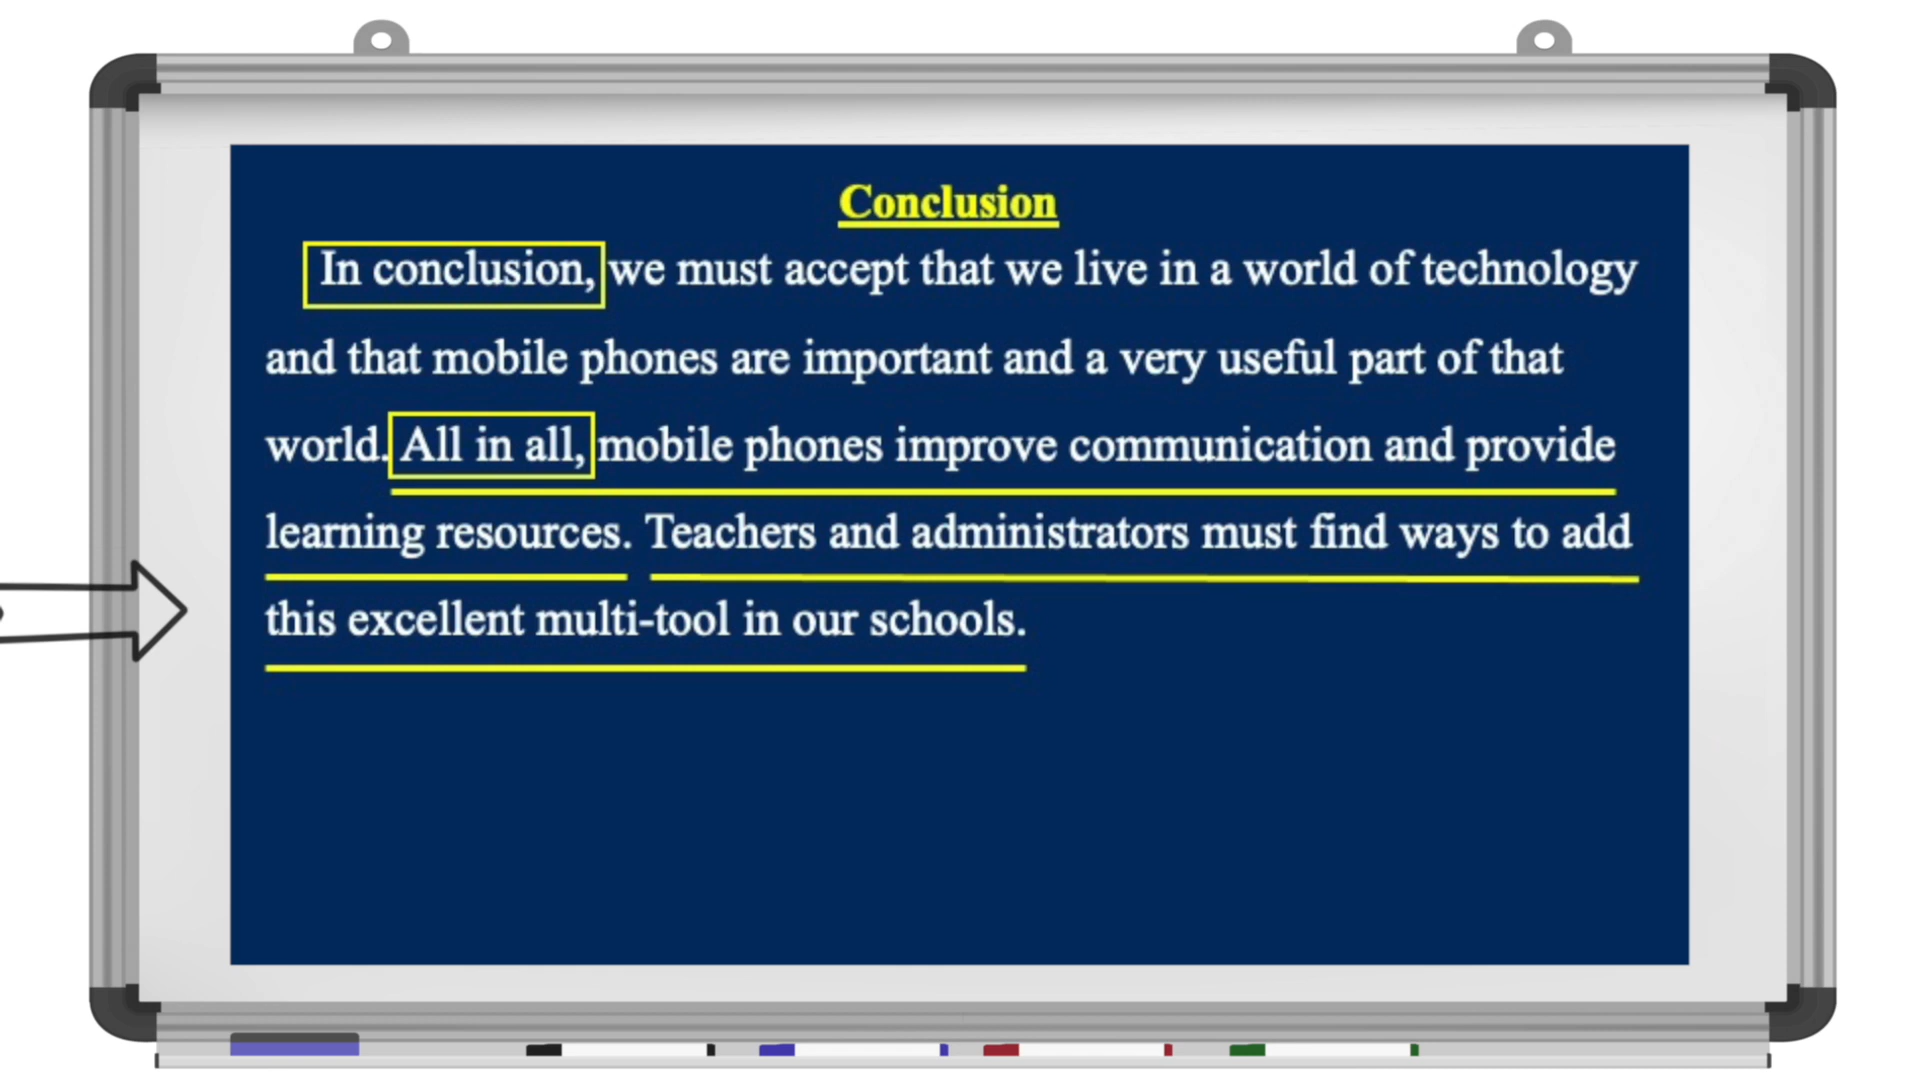 Conclusion
In conclusion, we must accept that we live in a world of technology
and that mobile phones are important and a very useful part of that
world. All in all, mobile phones improve communication and provide
learning resources. Teachers and administrators must find ways to add
this excellent multi-tool in our schools.